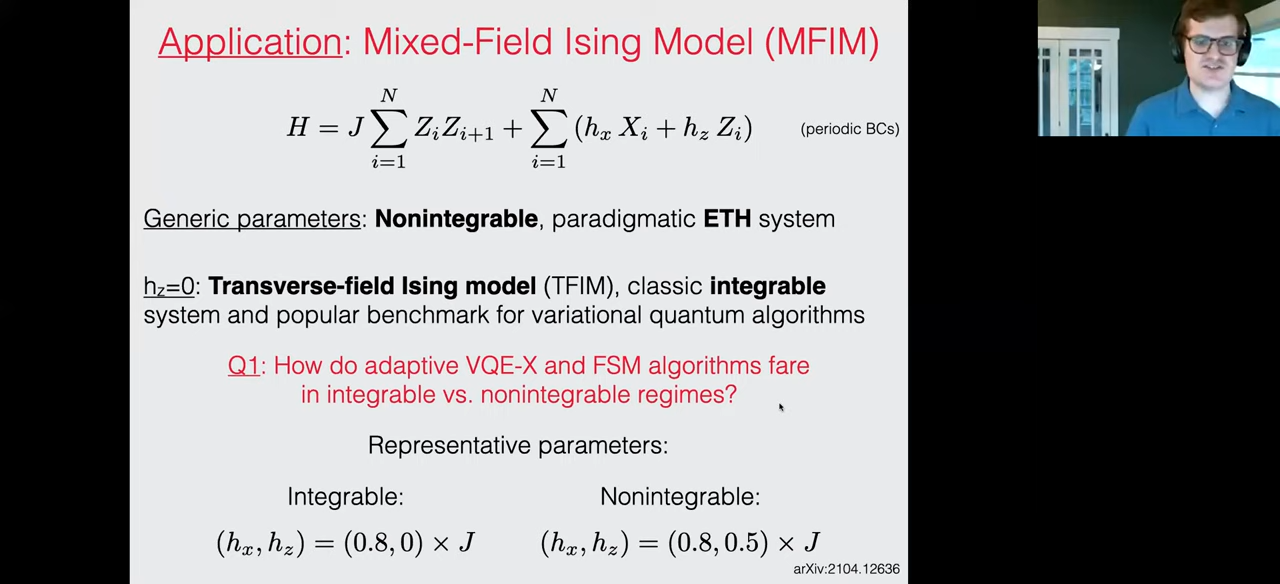 Application: Mixed-Field Ising Model (MFIM)
H = J \sum_{i=1}^{N} Z_i Z_{i+1} + \sum_{i=1}^{N} (h_x X_i + h_z Z_i) (periodic BCs)
Generic parameters: Nonintegrable, paradigmatic ETH system
h_z=0: Transverse-field Ising model (TFIM), classic integrable
system and popular benchmark for variational quantum algorithms
Q1: How do adaptive VQE-X and FSM algorithms fare
in integrable vs. nonintegrable regimes?
Representative parameters:
Integrable: Nonintegrable:
(h_x, h_z) = (0.8, 0) × J (h_x, h_z) = (0.8, 0.5) × J
arXiv:2104.12636